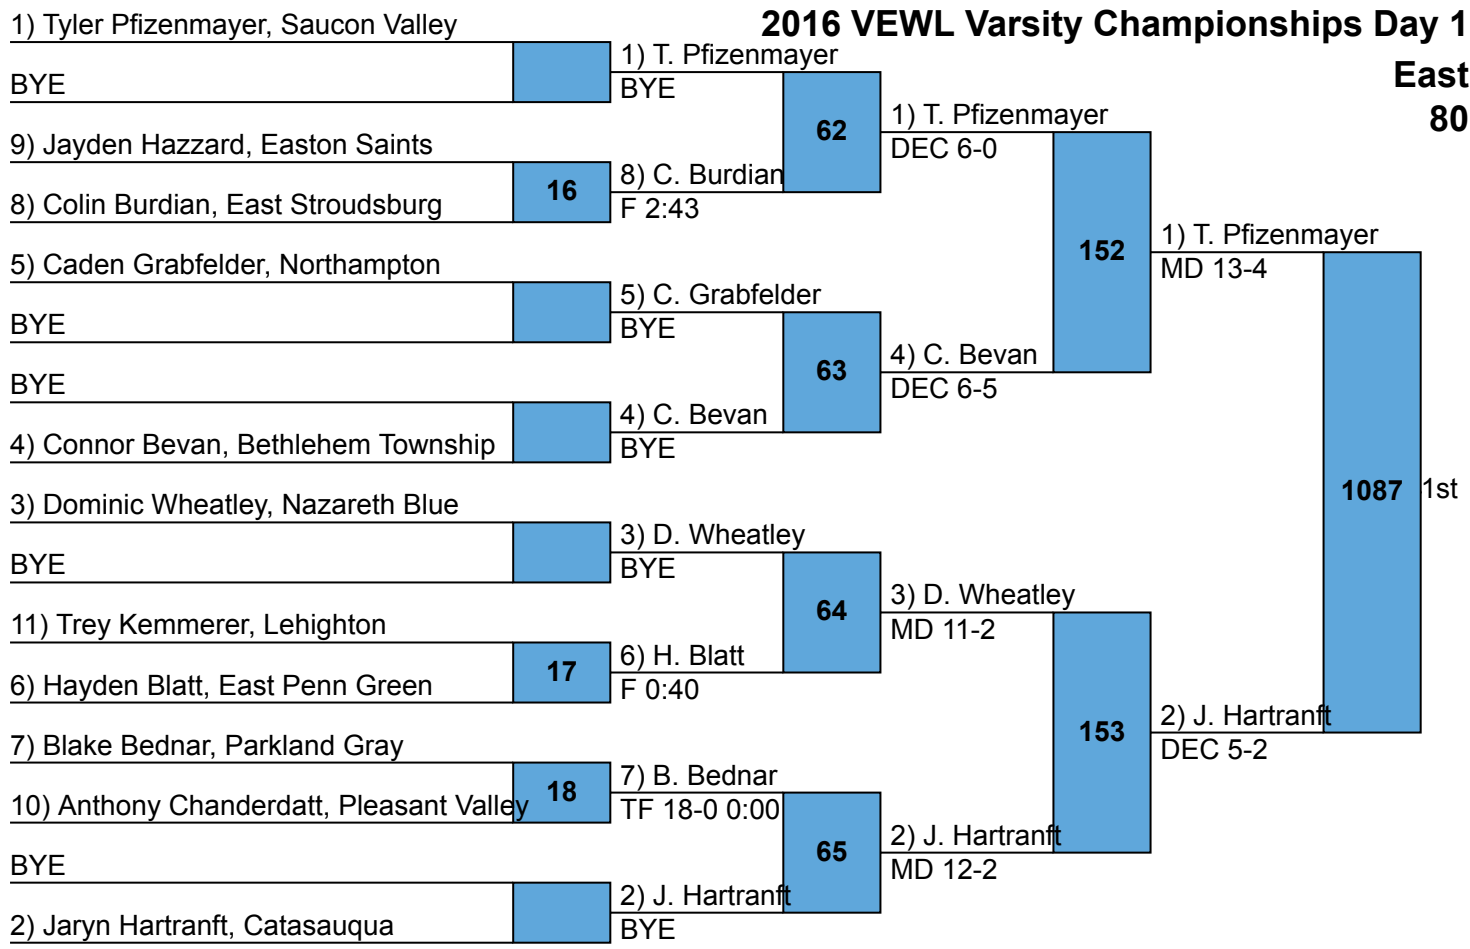 2016 VEWL Varsity Championships Day 1
East
80
1) Tyler Pfizenmayer, Saucon Valley
BYE
9) Jayden Hazzard, Easton Saints
8) Colin Burdian, East Stroudsburg
5) Caden Grabfelder, Northampton
BYE
BYE
4) Connor Bevan, Bethlehem Township
3) Dominic Wheatley, Nazareth Blue
BYE
11) Trey Kemmerer, Lehighton
6) Hayden Blatt, East Penn Green
7) Blake Bednar, Parkland Gray
10) Anthony Chanderdatt, Pleasant Valley
BYE
2) Jaryn Hartranft, Catasauqua
16
17
18
1) T. Pfizenmayer
BYE
8) C. Burdian
F 2:43
5) C. Grabfelder
BYE
4) C. Bevan
BYE
3) D. Wheatley
BYE
6) H. Blatt
F 0:40
7) B. Bednar
TF 18-0 0:00
2) J. Hartranft
BYE
62
63
64
65
1) T. Pfizenmayer
DEC 6-0
4) C. Bevan
DEC 6-5
3) D. Wheatley
MD 11-2
2) J. Hartranft
MD 12-2
152
153
1) T. Pfizenmayer
MD 13-4
2) J. Hartranft
DEC 5-2
1087
1st